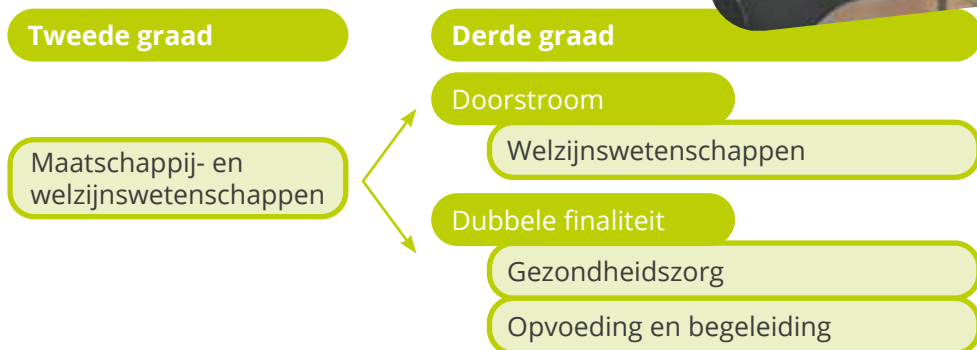 Tweede graad
Derde graad
Doorstroom
Maatschappij- en
welzijnswetenschappen
Welzijnswetenschappen
Dubbele finaliteit
Gezondheidszorg
Opvoeding en begeleiding